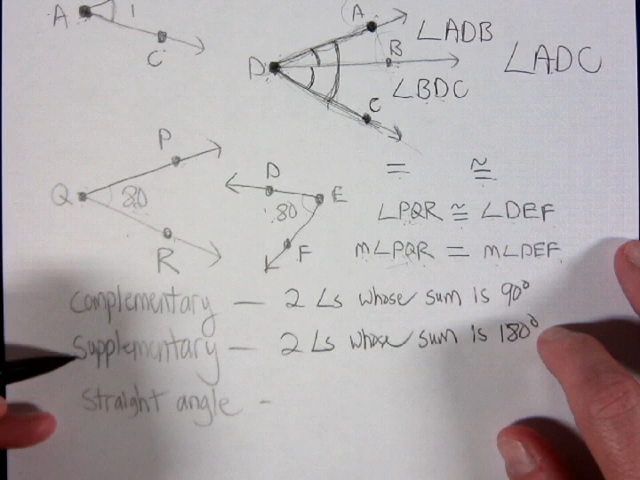 A 1
C
D A B C
∠ADB
∠BDC
∠ADC
Q P R 80
D E F 80
= ≅
∠PQR ≅ ∠DEF
m∠PQR = m∠DEF
Complementary — 2 ∠s whose sum is 90°
Supplementary — 2 ∠s whose sum is 180°
Straight angle -